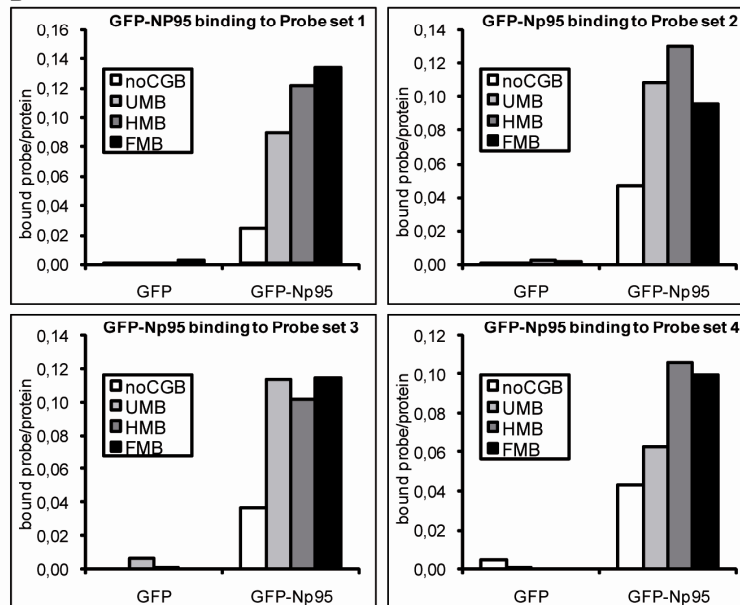 GFP-NP95 binding to Probe set 1
bound probe/protein
0,16
0,14
0,12
0,10
0,08
0,06
0,04
0,02
0,00
noCGB
UMB
HMB
FMB
GFP
GFP-Np95
GFP-Np95 binding to Probe set 2
bound probe/protein
0,14
0,12
0,10
0,08
0,06
0,04
0,02
0,00
noCGB
UMB
HMB
FMB
GFP
GFP-Np95
GFP-Np95 binding to Probe set 3
bound probe/protein
0,14
0,12
0,10
0,08
0,06
0,04
0,02
0,00
noCGB
UMB
HMB
FMB
GFP
GFP-Np95
GFP-Np95 binding to Probe set 4
bound probe/protein
0,12
0,10
0,08
0,06
0,04
0,02
0,00
noCGB
UMB
HMB
FMB
GFP
GFP-Np95